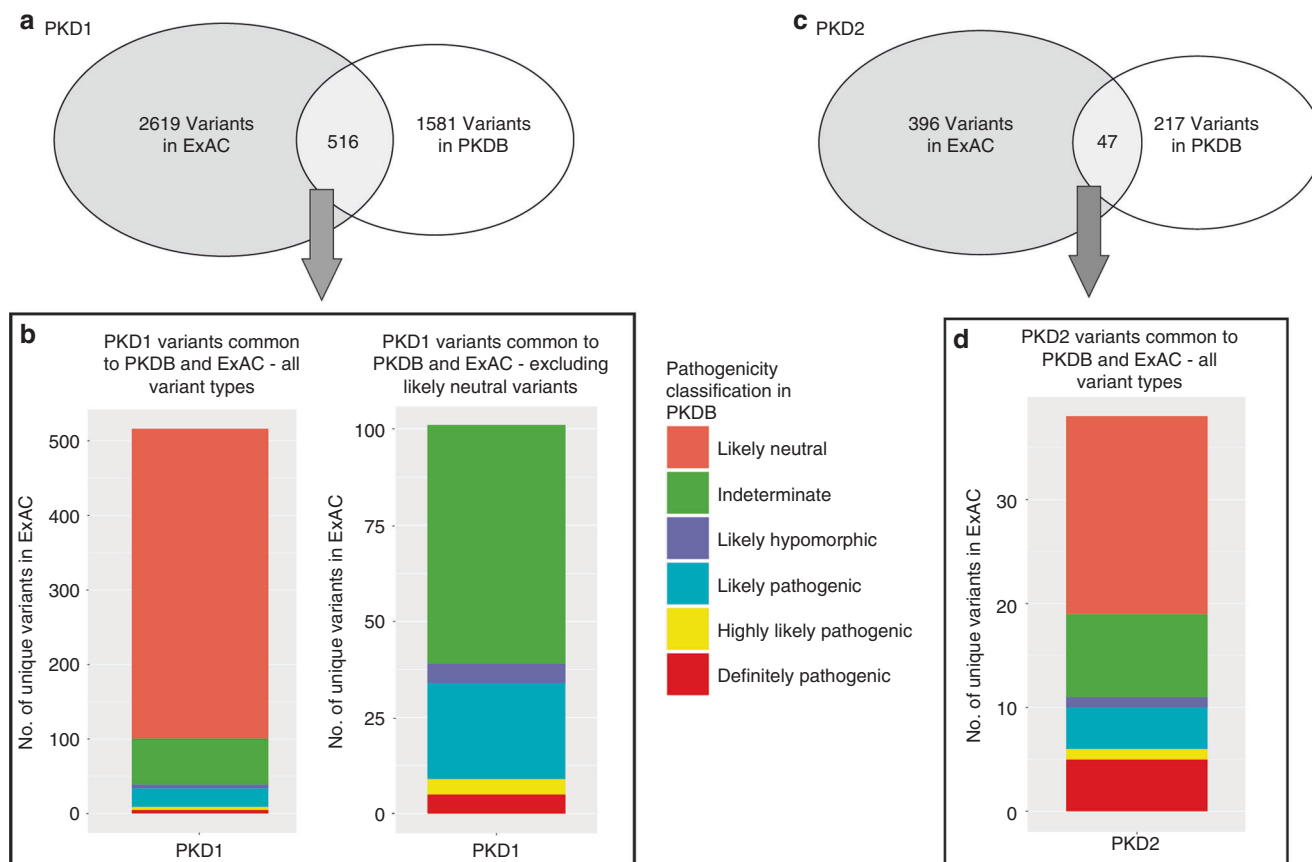 a
PKD1
2619 Variants
in ExAC
516
1581 Variants
in PKDB
c
PKD2
396 Variants
in ExAC
47
217 Variants
in PKDB
b
PKD1 variants common
to PKDB and ExAC - all
variant types
No. of unique variants in ExAC
500
400
300
200
100
0
PKD1
PKD1 variants common to
PKDB and ExAC - excluding
likely neutral variants
No. of unique variants in ExAC
100
75
50
25
0
PKD1
Pathogenicity
classification in
PKDB
Likely neutral
Indeterminate
Likely hypomorphic
Likely pathogenic
Highly likely pathogenic
Definitely pathogenic
d
PKD2 variants common to
PKDB and ExAC - all
variant types
No. of unique variants in ExAC
30
20
10
0
PKD2